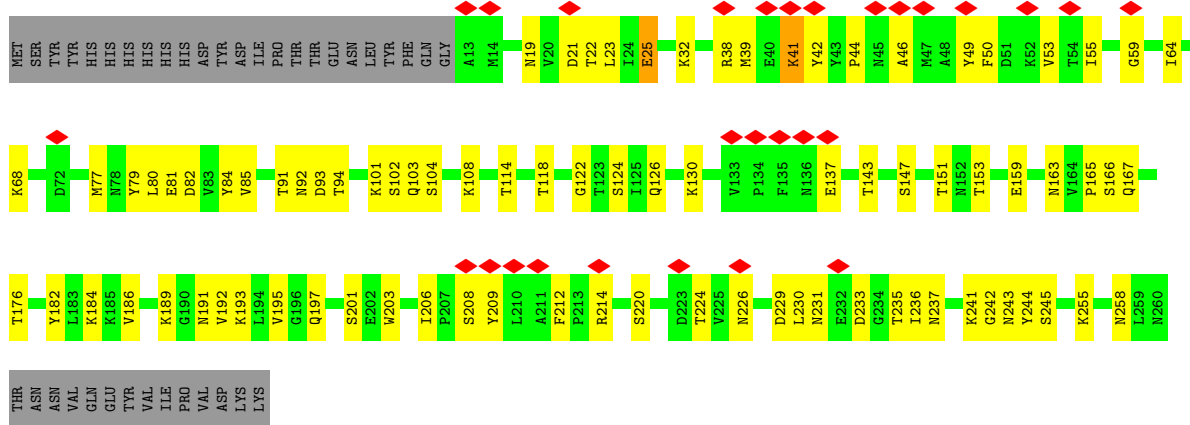 MET SER TYR TYR HIS HIS HIS HIS HIS HIS ASP TYR ASP ILE PRO THR THR GLU ASN LEU TYR PHE GLN GLY A13 M14 N19 V20 D21 T22 L23 I24 E25 K32 R38 M39 E40 K41 Y42 Y43 P44 N45 A46 M47 A48 Y49 F50 D51 K52 V53 T54 I55 G59 I64
K68 D72 M77 N78 Y79 L80 E81 D82 V83 Y84 V85 T91 N92 D93 T94 K101 S102 Q103 S104 K108 T114 T118 G122 T123 S124 I125 Q126 K130 V133 P134 F135 N136 E137 T143 S147 T151 N152 T153 E159 N163 V164 P165 S166 Q167
T176 Y182 L183 K184 K185 V186 K189 G190 N191 V192 K193 L194 V195 G196 Q197 S201 E202 W203 I206 P207 S208 Y209 L210 A211 F212 P213 R214 S220 D223 T224 V225 N226 D229 L230 N231 E232 D233 G234 T235 I236 N237 K241 G242 N243 Y244 S245 K255 N258 L259 N260
THR ASN ASN VAL GLN GLU TYR VAL ILE PRO VAL ASP LYS LYS